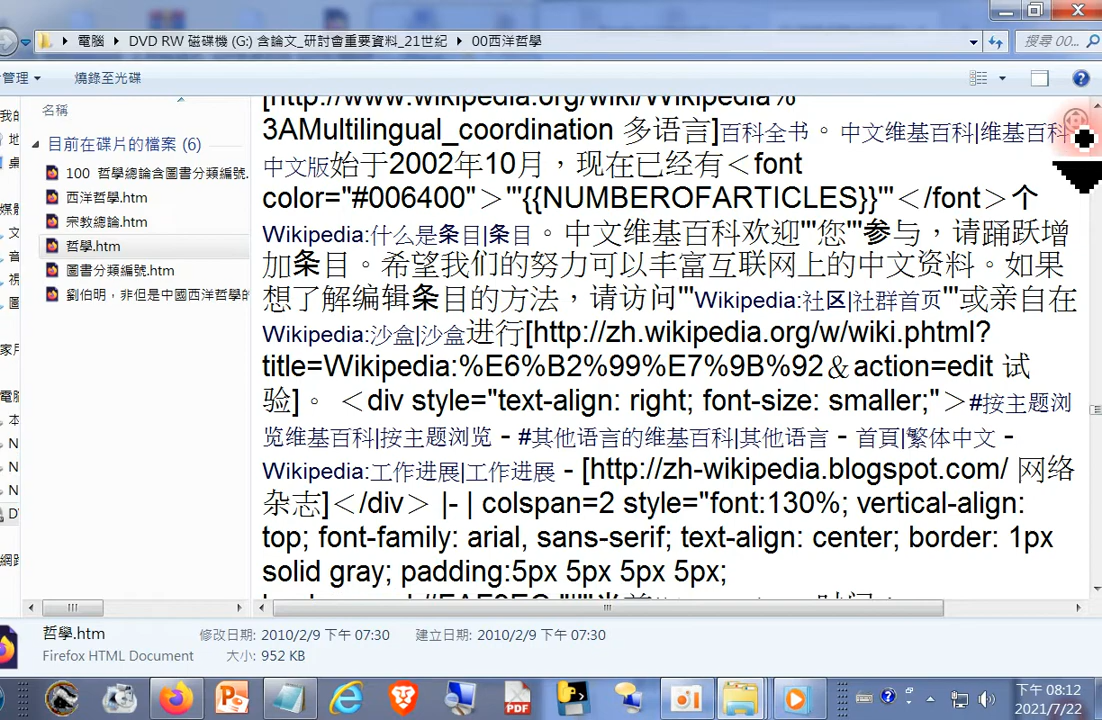 電腦 ▸ DVD RW 磁碟機 (G:) 含論文_研討會重要資料_21世紀 ▸ 00西洋哲學
搜尋 00...
管理
燒錄至光碟
名稱
目前在碟片的檔案 (6)
100 哲學總論含圖書分類編號.
西洋哲學.htm
宗教總論.htm
哲學.htm
圖書分類編號.htm
劉伯明，非但是中國西洋哲學的
[http://www.wikipedia.org/wiki/Wikipedia%
3AMultilingual_coordination 多语言]百科全书。中文维基百科|维基百科
中文版始于2002年10月，现在已经有＜font
color="#006400"＞'''{{NUMBEROFARTICLES}}'''＜/font＞个
Wikipedia:什么是条目|条目。中文维基百科欢迎'''您'''参与，请踊跃增
加条目。希望我们的努力可以丰富互联网上的中文资料。如果
想了解编辑条目的方法，请访问'''Wikipedia:社区|社群首页'''或亲自在
Wikipedia:沙盒|沙盒进行[http://zh.wikipedia.org/w/wiki.phtml?
title=Wikipedia:%E6%B2%99%E7%9B%92＆action=edit 试
验]。 ＜div style="text-align: right; font-size: smaller;"＞#按主题浏
览维基百科|按主题浏览 - #其他语言的维基百科|其他语言 - 首頁|繁体中文 -
Wikipedia:工作进展|工作进展 - [http://zh-wikipedia.blogspot.com/ 网络
杂志]＜/div＞ |- | colspan=2 style="font:130%; vertical-align:
top; font-family: arial, sans-serif; text-align: center; border: 1px
solid gray; padding:5px 5px 5px 5px;
哲學.htm
修改日期: 2010/2/9 下午 07:30
建立日期: 2010/2/9 下午 07:30
Firefox HTML Document
大小: 952 KB
PDF
下午 08:12
2021/7/22